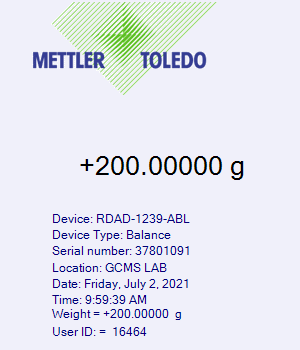 METTLER TOLEDO
+200.00000 g
Device: RDAD-1239-ABL
Device Type: Balance
Serial number: 37801091
Location: GCMS LAB
Date: Friday, July 2, 2021
Time: 9:59:39 AM
Weight = +200.00000 g
User ID: = 16464